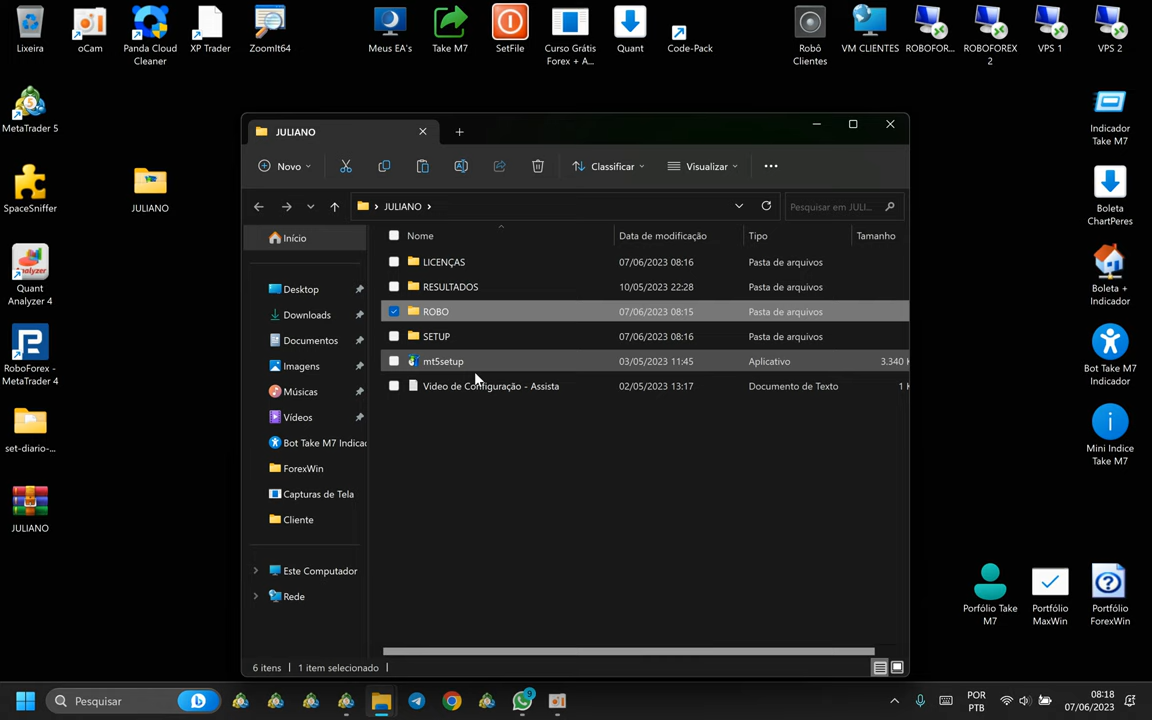 Lixeira
oCam
Panda Cloud
Cleaner
XP Trader
ZoomIt64
Meus EA's
Take M7
SetFile
Curso Grátis
Forex + A...
Quant
Code-Pack
Robô
Clientes
VM CLIENTES
ROBOFOR...
ROBOFOREX
2
VPS 1
VPS 2
MetaTrader 5
SpaceSniffer
JULIANO
Quant
Analyzer 4
RoboForex -
MetaTrader 4
set-diario-...
JULIANO
Indicador
Take M7
Boleta
ChartPeres
Boleta +
Indicador
Bot Take M7
Indicador
Mini Indice
Take M7
Porfólio Take
M7
Portfólio
MaxWin
Portfólio
ForexWin
JULIANO
Novo
Classificar
Visualizar
JULIANO
Pesquisar em JULI...
Nome
Data de modificação
Tipo
Tamanho
LICENÇAS
07/06/2023 08:16
Pasta de arquivos
RESULTADOS
10/05/2023 22:28
Pasta de arquivos
ROBO
07/06/2023 08:15
Pasta de arquivos
SETUP
07/06/2023 08:16
Pasta de arquivos
mt5setup
03/05/2023 11:45
Aplicativo
3.340 K
Video de Configuração - Assista
02/05/2023 13:17
Documento de Texto
1 K
Início
Desktop
Downloads
Documentos
Imagens
Músicas
Vídeos
Bot Take M7 Indicac
ForexWin
Capturas de Tela
Cliente
Este Computador
Rede
6 itens
1 item selecionado
Pesquisar
9
POR
PTB
08:18
07/06/2023